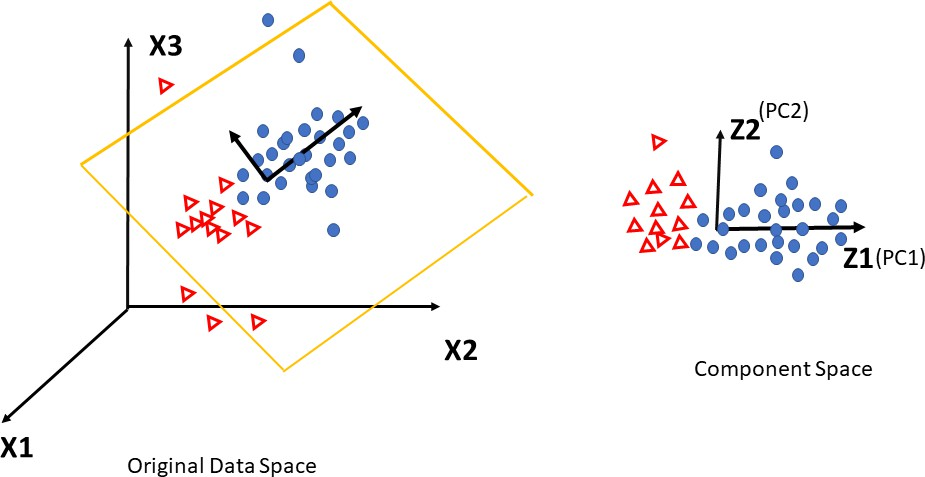 X3
X2
X1
Original Data Space
Z2 (PC2)
Z1 (PC1)
Component Space